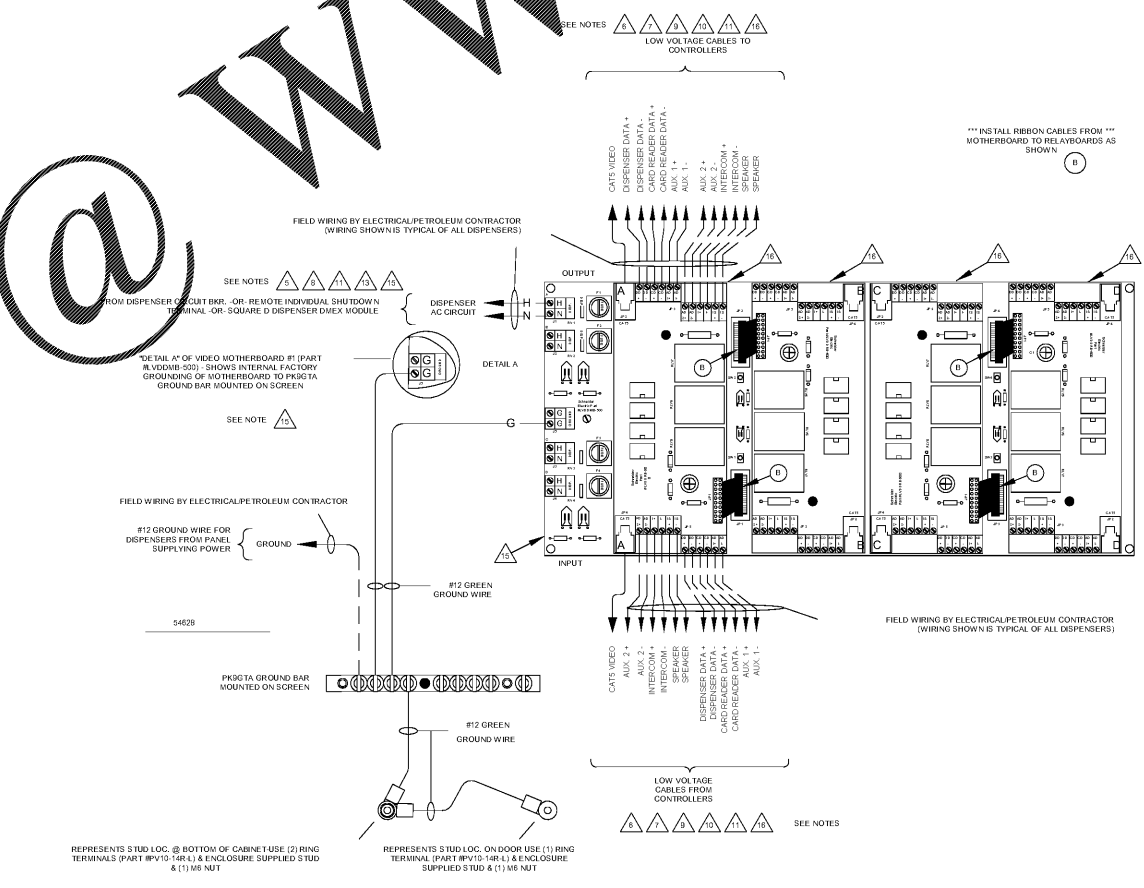 @ W W
SEE NOTES 6 7 9 10 11 16
LOW VOLTAGE CABLES TO
CONTROLLERS
*** INSTALL RIBBON CABLES FROM ***
MOTHERBOARD TO RELAYBOARDS AS
SHOWN
B
CAT5 VIDEO
DISPENSER DATA +
DISPENSER DATA -
CARD READER DATA +
CARD READER DATA -
AUX. 1 +
AUX. 1 -
AUX. 2 +
AUX. 2 -
INTERCOM +
INTERCOM -
SPEAKER
SPEAKER
FIELD WIRING BY ELECTRICAL/PETROLEUM CONTRACTOR
(WIRING SHOWN IS TYPICAL OF ALL DISPENSERS)
16 16 16 16
OUTPUT
SEE NOTES 5 8 11 13 15
FROM DISPENSER CIRCUIT BKR. -OR- REMOTE INDIVIDUAL SHUTDOWN
TERMINAL -OR- SQUARE D DISPENSER DMEX MODULE
DISPENSER
AC CIRCUIT
H
N
A B C D
"DETAIL A" OF VIDEO MOTHERBOARD #1 (PART
#LVDDMB-500) - SHOWS INTERNAL FACTORY
GROUNDING OF MOTHERBOARD TO PK9GTA
GROUND BAR MOUNTED ON SCREEN
G
G
DETAIL A
SEE NOTE 15
G
H
N
H
N
G
G
H
N
H
N
B B B B
FIELD WIRING BY ELECTRICAL/PETROLEUM CONTRACTOR
#12 GROUND WIRE FOR
DISPENSERS FROM PANEL
SUPPLYING POWER
GROUND
15
A B C D
INPUT
#12 GREEN
GROUND WIRE
54628
FIELD WIRING BY ELECTRICAL/PETROLEUM CONTRACTOR
(WIRING SHOWN IS TYPICAL OF ALL DISPENSERS)
CAT5 VIDEO
AUX. 2 +
AUX. 2 -
INTERCOM +
INTERCOM -
SPEAKER
SPEAKER
DISPENSER DATA +
DISPENSER DATA -
CARD READER DATA +
CARD READER DATA -
AUX. 1 +
AUX. 1 -
PK9GTA GROUND BAR
MOUNTED ON SCREEN
#12 GREEN
GROUND WIRE
LOW VOLTAGE
CABLES FROM
CONTROLLERS
6 7 9 10 11 16 SEE NOTES
REPRESENTS STUD LOC. @ BOTTOM OF CABINET-USE (2) RING
TERMINALS (PART #PV10-14R-L) & ENCLOSURE SUPPLIED STUD
& (1) M6 NUT
REPRESENTS STUD LOC. ON DOOR USE (1) RING
TERMINAL (PART #PV10-14R-L) & ENCLOSURE
SUPPLIED STUD & (1) M6 NUT